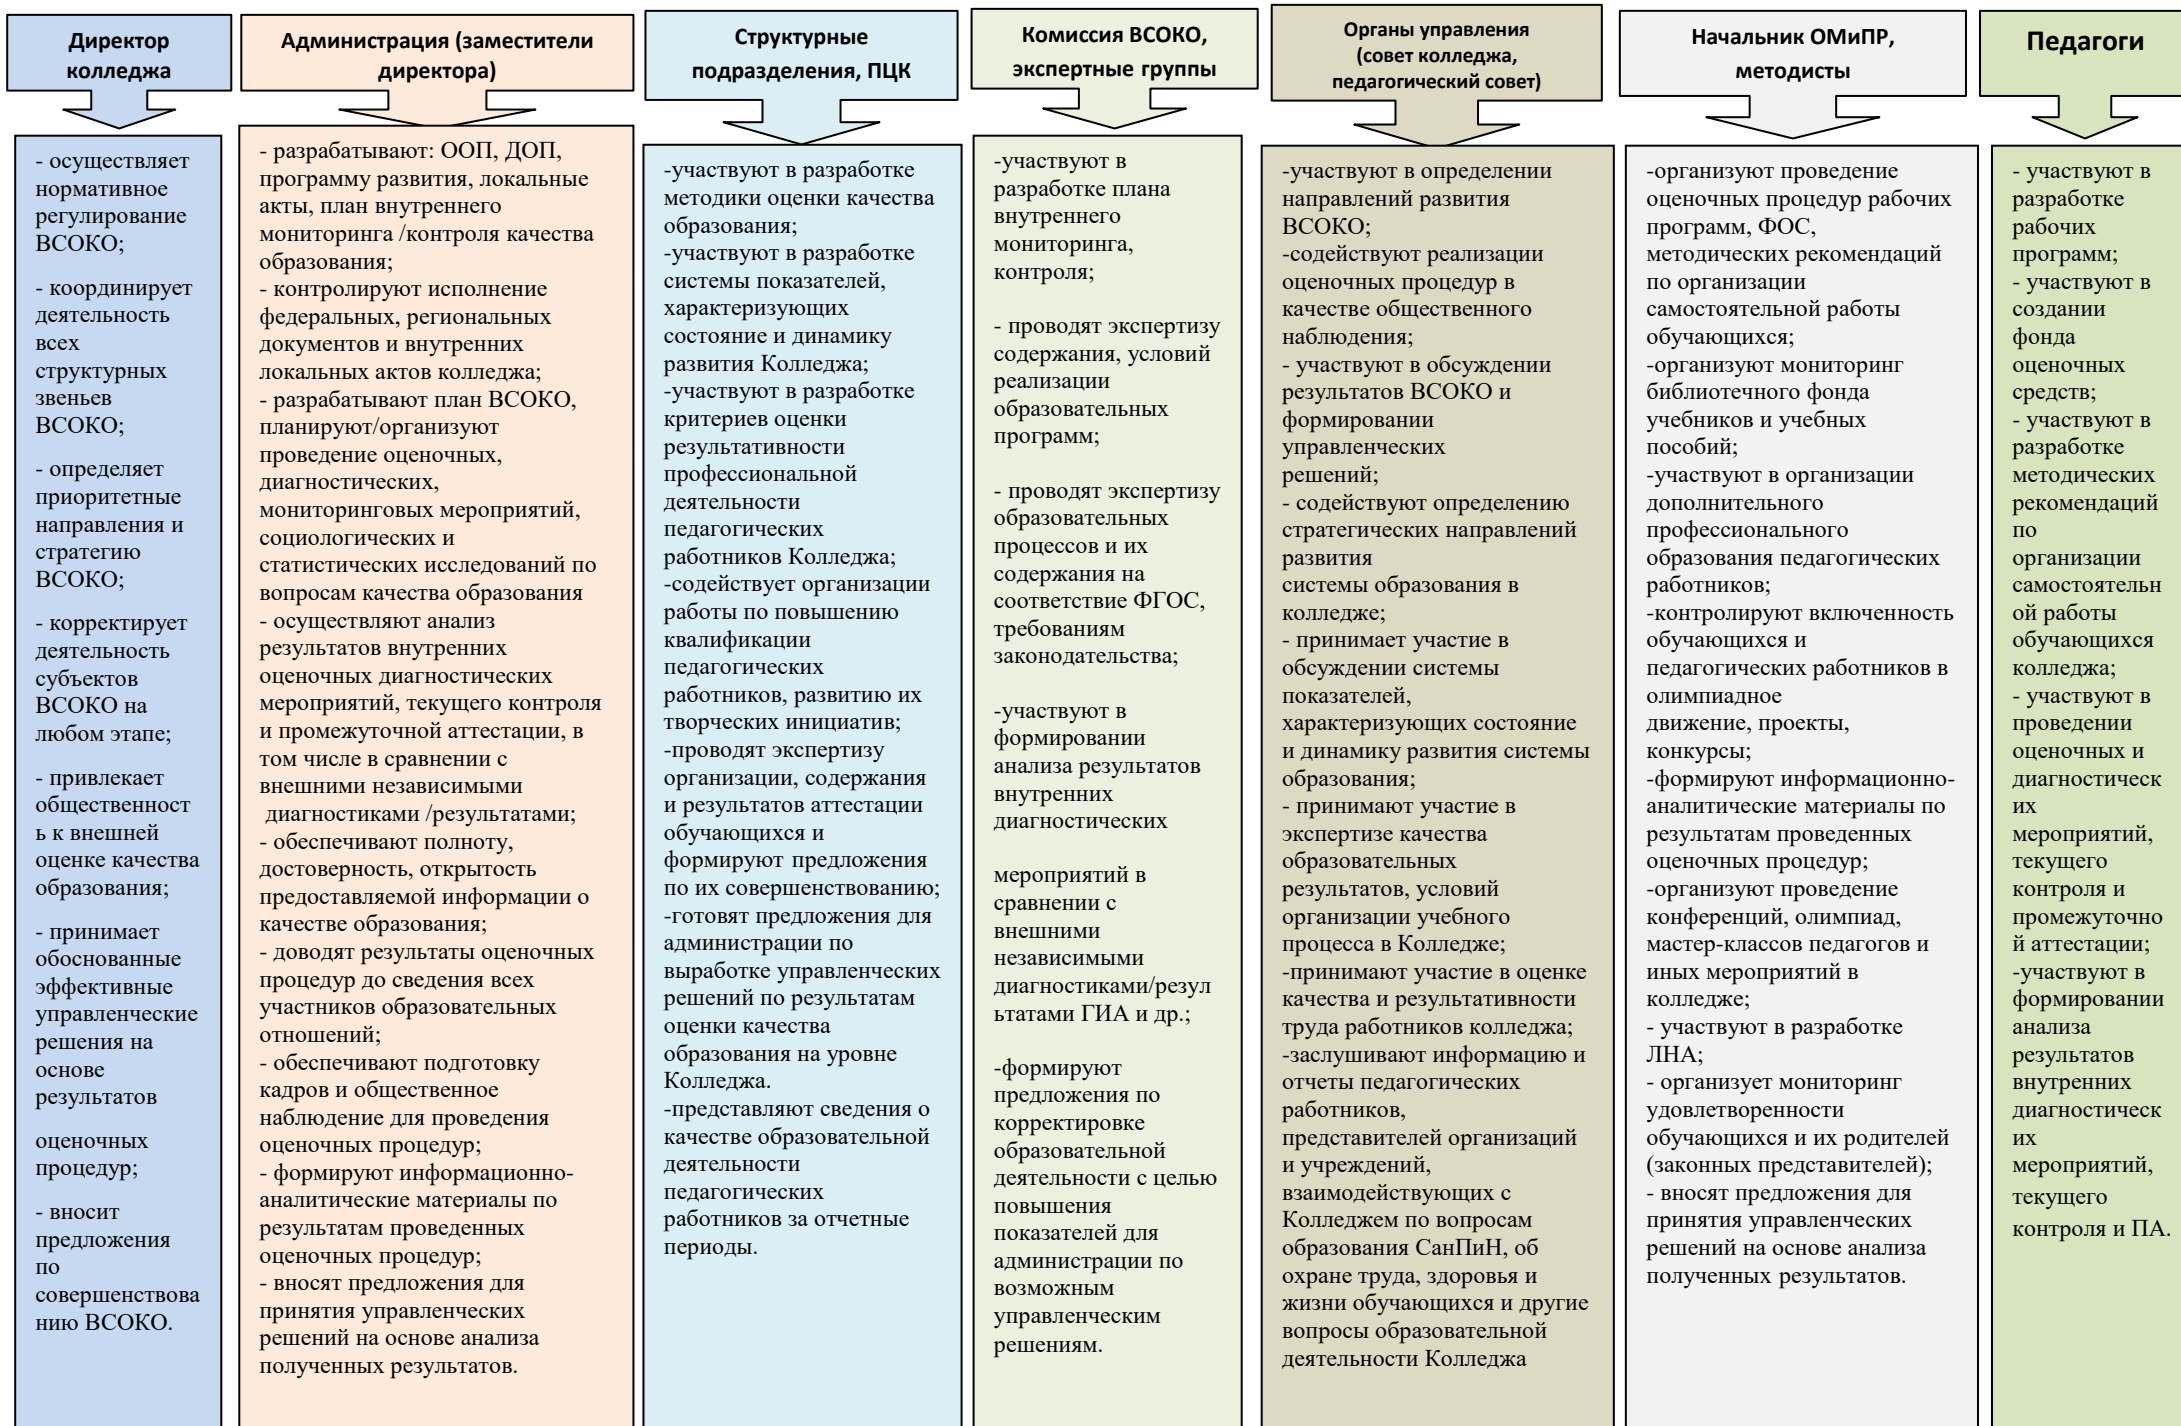 Директор
колледжа
- осуществляет
нормативное
регулирование
ВСОКО;
- координирует
деятельность
всех
структурных
звеньев
ВСОКО;
- определяет
приоритетные
направления и
стратегию
ВСОКО;
- корректирует
деятельность
субъектов
ВСОКО на
любом этапе;
- привлекает
общественност
ь к внешней
оценке качества
образования;
- принимает
обоснованные
эффективные
управленческие
решения на
основе
результатов
оценочных
процедур;
- вносит
предложения
по
совершенствова
нию ВСОКО.
Администрация (заместители
директора)
- разрабатывают: ООП, ДОП,
программу развития, локальные
акты, план внутреннего
мониторинга /контроля качества
образования;
- контролируют исполнение
федеральных, региональных
документов и внутренних
локальных актов колледжа;
- разрабатывают план ВСОКО,
планируют/организуют
проведение оценочных,
диагностических,
мониторинговых мероприятий,
социологических и
статистических исследований по
вопросам качества образования
- осуществляют анализ
результатов внутренних
оценочных диагностических
мероприятий, текущего контроля
и промежуточной аттестации, в
том числе в сравнении с
внешними независимыми
диагностиками /результатами;
- обеспечивают полноту,
достоверность, открытость
предоставляемой информации о
качестве образования;
- доводят результаты оценочных
процедур до сведения всех
участников образовательных
отношений;
- обеспечивают подготовку
кадров и общественное
наблюдение для проведения
оценочных процедур;
- формируют информационно-
аналитические материалы по
результатам проведенных
оценочных процедур;
- вносят предложения для
принятия управленческих
решений на основе анализа
полученных результатов.
Структурные
подразделения, ПЦК
-участвуют в разработке
методики оценки качества
образования;
-участвуют в разработке
системы показателей,
характеризующих
состояние и динамику
развития Колледжа;
-участвуют в разработке
критериев оценки
результативности
профессиональной
деятельности
педагогических
работников Колледжа;
-содействует организации
работы по повышению
квалификации
педагогических
работников, развитию их
творческих инициатив;
-проводят экспертизу
организации, содержания
и результатов аттестации
обучающихся и
формируют предложения
по их совершенствованию;
-готовят предложения для
администрации по
выработке управленческих
решений по результатам
оценки качества
образования на уровне
Колледжа.
-представляют сведения о
качестве образовательной
деятельности
педагогических
работников за отчетные
периоды.
Комиссия ВСОКО,
экспертные группы
-участвуют в
разработке плана
внутреннего
мониторинга,
контроля;
- проводят экспертизу
содержания, условий
реализации
образовательных
программ;
- проводят экспертизу
образовательных
процессов и их
содержания на
соответствие ФГОС,
требованиям
законодательства;
-участвуют в
формировании
анализа результатов
внутренних
диагностических
мероприятий в
сравнении с
внешними
независимыми
диагностиками/резул
ьтатами ГИА и др.;
-формируют
предложения по
корректировке
образовательной
деятельности с целью
повышения
показателей для
администрации по
возможным
управленческим
решениям.
Органы управления
(совет колледжа,
педагогический совет)
-участвуют в определении
направлений развития
ВСОКО;
-содействуют реализации
оценочных процедур в
качестве общественного
наблюдения;
- участвуют в обсуждении
результатов ВСОКО и
формировании
управленческих
решений;
- содействуют определению
стратегических направлений
развития
системы образования в
колледже;
- принимает участие в
обсуждении системы
показателей,
характеризующих состояние
и динамику развития системы
образования;
- принимают участие в
экспертизе качества
образовательных
результатов, условий
организации учебного
процесса в Колледже;
-принимают участие в оценке
качества и результативности
труда работников колледжа;
-заслушивают информацию и
отчеты педагогических
работников,
представителей организаций
и учреждений,
взаимодействующих с
Колледжем по вопросам
образования СанПиН, об
охране труда, здоровья и
жизни обучающихся и другие
вопросы образовательной
деятельности Колледжа
Начальник ОМиПР,
методисты
-организуют проведение
оценочных процедур рабочих
программ, ФОС,
методических рекомендаций
по организации
самостоятельной работы
обучающихся;
-организуют мониторинг
библиотечного фонда
учебников и учебных
пособий;
-участвуют в организации
дополнительного
профессионального
образования педагогических
работников;
-контролируют включенность
обучающихся и
педагогических работников в
олимпиадное
движение, проекты,
конкурсы;
-формируют информационно-
аналитические материалы по
результатам проведенных
оценочных процедур;
-организуют проведение
конференций, олимпиад,
мастер-классов педагогов и
иных мероприятий в
колледже;
- участвуют в разработке
ЛНА;
- организует мониторинг
удовлетворенности
обучающихся и их родителей
(законных представителей);
- вносят предложения для
принятия управленческих
решений на основе анализа
полученных результатов.
Педагоги
- участвуют в
разработке
рабочих
программ;
- участвуют в
создании
фонда
оценочных
средств;
- участвуют в
разработке
методических
рекомендаций
по
организации
самостоятельн
ой работы
обучающихся
колледжа;
- участвуют в
проведении
оценочных и
диагностическ
их
мероприятий,
текущего
контроля и
промежуточно
й аттестации;
-участвуют в
формировании
анализа
результатов
внутренних
диагностическ
их
мероприятий,
текущего
контроля и ПА.